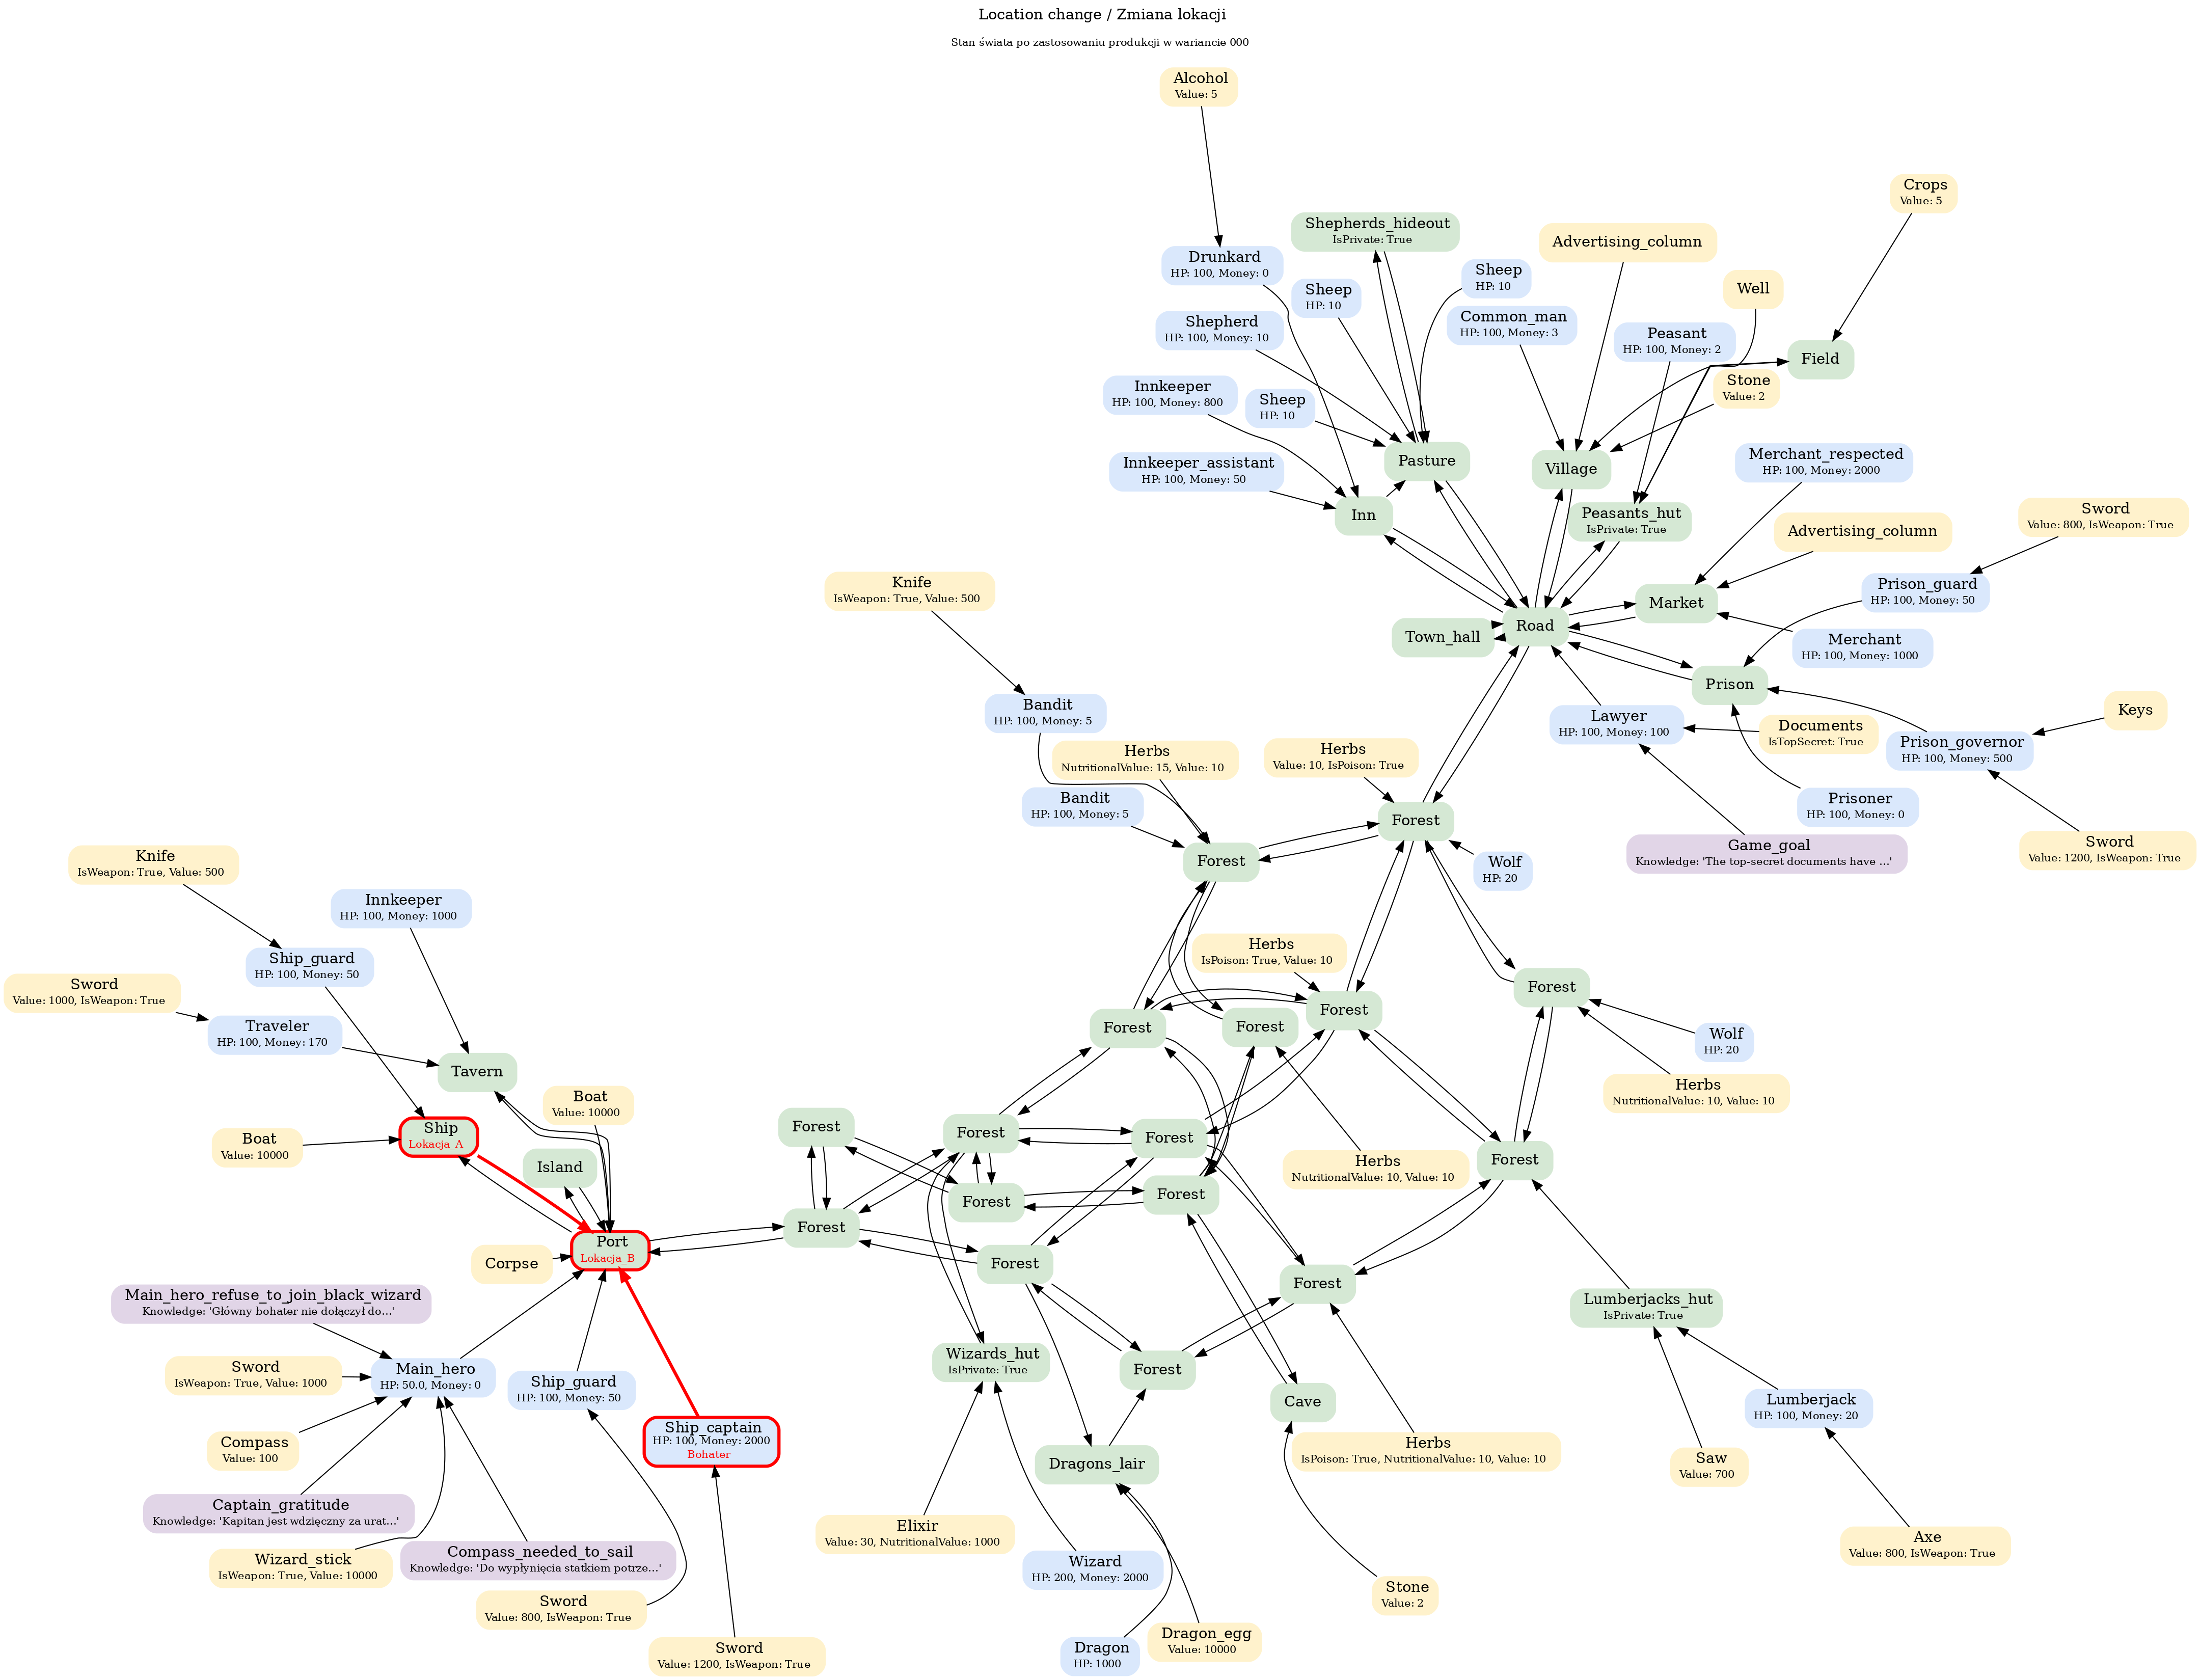 Location change / Zmiana lokacji
Stan świata po zastosowaniu produkcji w wariancie 000
Alcohol
Value: 5
Crops
Value: 5
Shepherds_hideout
IsPrivate: True
Advertising_column
Drunkard
HP: 100, Money: 0
Sheep
HP: 10
Sheep
HP: 10
Well
Shepherd
HP: 100, Money: 10
Common_man
HP: 100, Money: 3
Peasant
HP: 100, Money: 2
Field
Innkeeper
HP: 100, Money: 800
Sheep
HP: 10
Stone
Value: 2
Innkeeper_assistant
HP: 100, Money: 50
Pasture
Village
Merchant_respected
HP: 100, Money: 2000
Inn
Peasants_hut
IsPrivate: True
Sword
Value: 800, IsWeapon: True
Advertising_column
Knife
IsWeapon: True, Value: 500
Prison_guard
HP: 100, Money: 50
Market
Town_hall
Road
Merchant
HP: 100, Money: 1000
Prison
Bandit
HP: 100, Money: 5
Lawyer
HP: 100, Money: 100
Documents
IsTopSecret: True
Keys
Prison_governor
HP: 100, Money: 500
Herbs
NutritionalValue: 15, Value: 10
Herbs
Value: 10, IsPoison: True
Bandit
HP: 100, Money: 5
Prisoner
HP: 100, Money: 0
Forest
Game_goal
Knowledge: 'The top-secret documents have ...'
Sword
Value: 1200, IsWeapon: True
Forest
Wolf
HP: 20
Knife
IsWeapon: True, Value: 500
Innkeeper
HP: 100, Money: 1000
Ship_guard
HP: 100, Money: 50
Herbs
IsPoison: True, Value: 10
Sword
Value: 1000, IsWeapon: True
Forest
Forest
Traveler
HP: 100, Money: 170
Forest
Forest
Wolf
HP: 20
Tavern
Herbs
NutritionalValue: 10, Value: 10
Boat
Value: 10000
Ship
Lokacja_A
Boat
Value: 10000
Forest
Forest
Forest
Island
Herbs
NutritionalValue: 10, Value: 10
Forest
Forest
Forest
Forest
Port
Lokacja_B
Corpse
Forest
Forest
Main_hero_refuse_to_join_black_wizard
Knowledge: 'Główny bohater nie dołączył do...'
Lumberjacks_hut
IsPrivate: True
Sword
IsWeapon: True, Value: 1000
Main_hero
HP: 50.0, Money: 0
Ship_guard
HP: 100, Money: 50
Wizards_hut
IsPrivate: True
Forest
Cave
Lumberjack
HP: 100, Money: 20
Compass
Value: 100
Ship_captain
HP: 100, Money: 2000
Bohater
Herbs
IsPoison: True, NutritionalValue: 10, Value: 10
Dragons_lair
Saw
Value: 700
Captain_gratitude
Knowledge: 'Kapitan jest wdzięczny za urat...'
Elixir
Value: 30, NutritionalValue: 1000
Axe
Value: 800, IsWeapon: True
Wizard_stick
IsWeapon: True, Value: 10000
Compass_needed_to_sail
Knowledge: 'Do wypłynięcia statkiem potrze...'
Wizard
HP: 200, Money: 2000
Stone
Value: 2
Sword
Value: 800, IsWeapon: True
Sword
Value: 1200, IsWeapon: True
Dragon
HP: 1000
Dragon_egg
Value: 10000